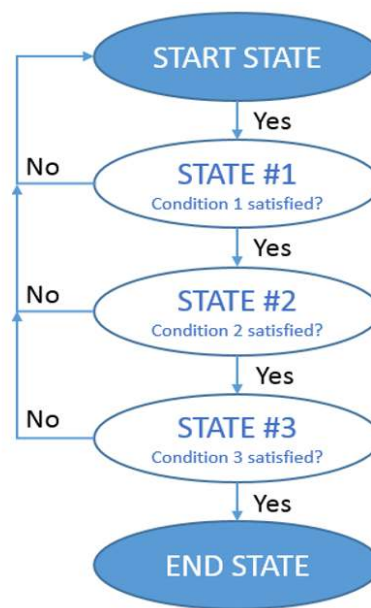 START STATE
Yes
No
STATE #1
Condition 1 satisfied?
Yes
No
STATE #2
Condition 2 satisfied?
Yes
No
STATE #3
Condition 3 satisfied?
Yes
END STATE